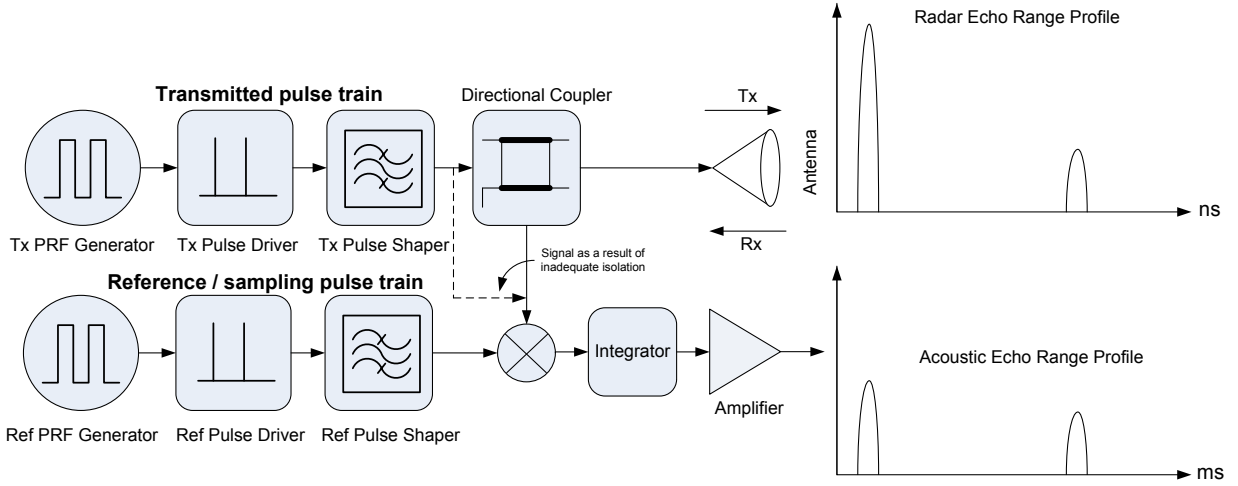 Radar Echo Range Profile
Transmitted pulse train
Directional Coupler
Tx
Antenna
ns
Rx
Tx PRF Generator
Tx Pulse Driver
Tx Pulse Shaper
Signal as a result of
inadequate isolation
Reference / sampling pulse train
Integrator
Acoustic Echo Range Profile
Amplifier
Ref PRF Generator
Ref Pulse Driver
Ref Pulse Shaper
ms